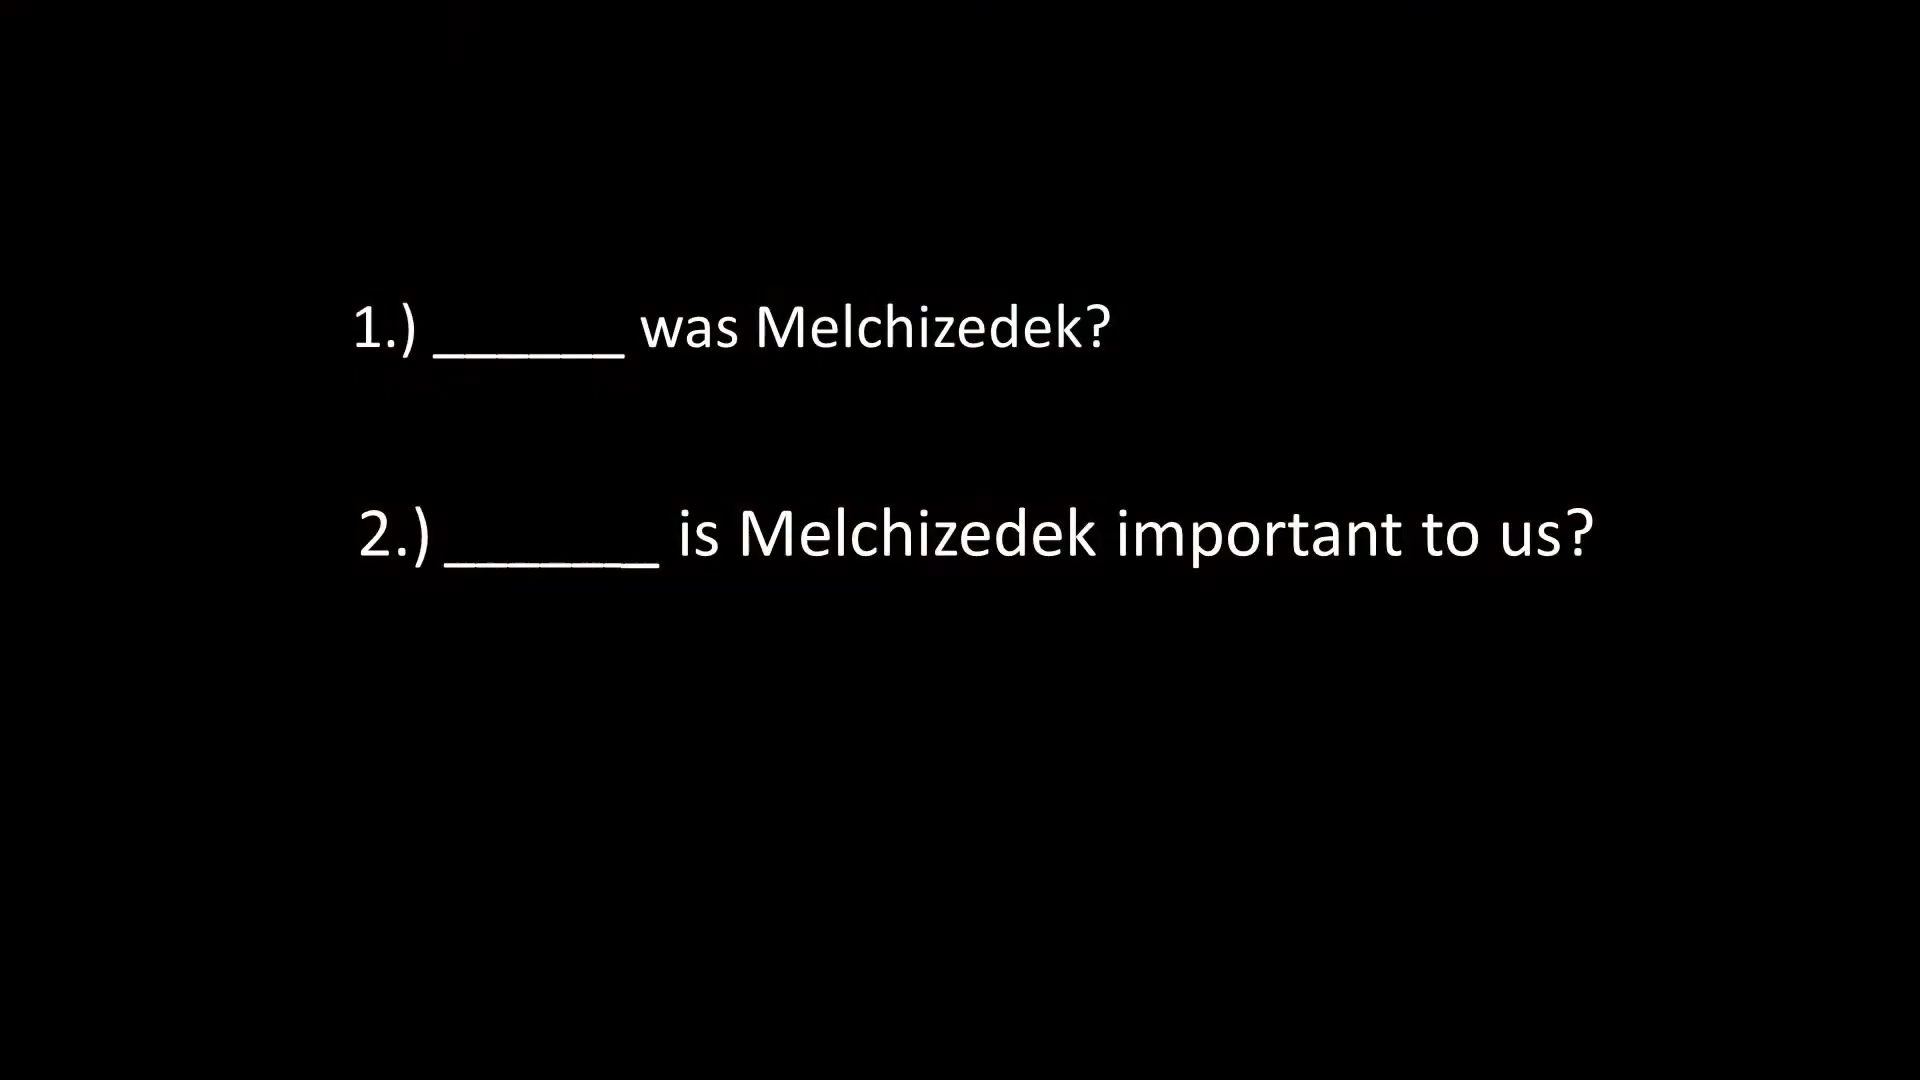 1.) ______ was Melchizedek?
2.) _______ is Melchizedek important to us?